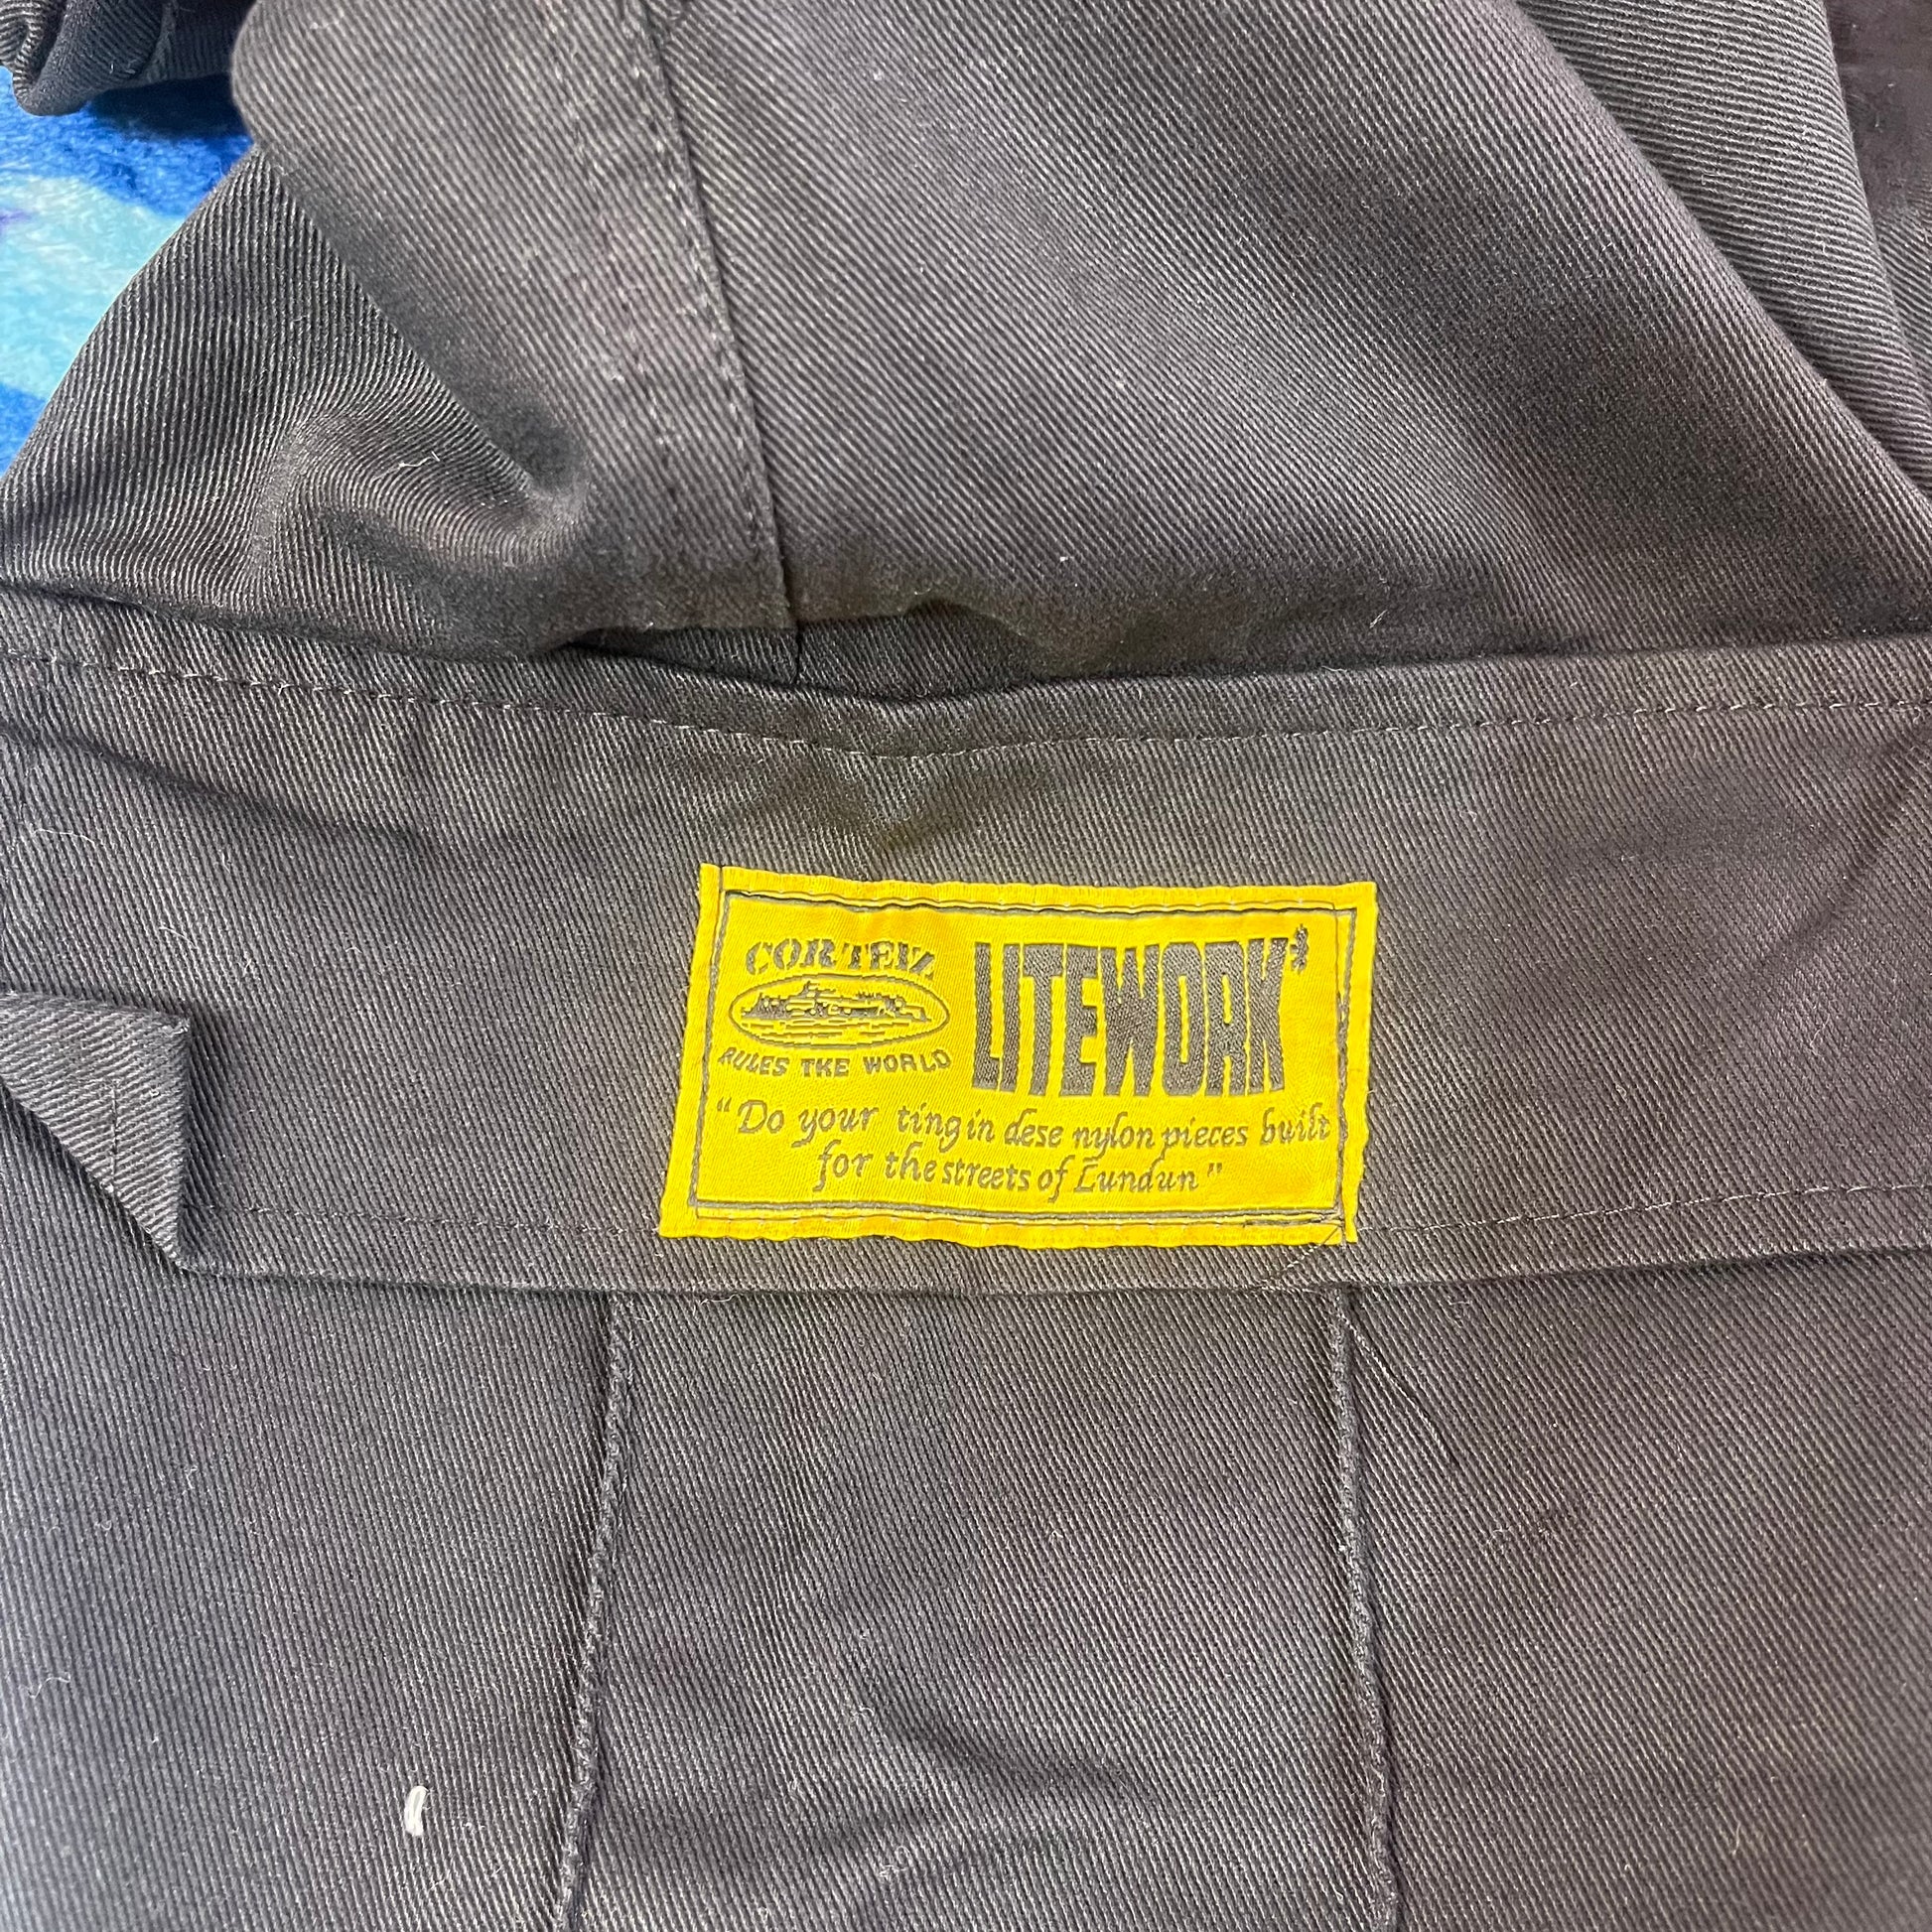 CORTEIZ
RULES THE WORLD
LITEWORK
"Do your ting in dese nylon pieces built
for the streets of Lundun"